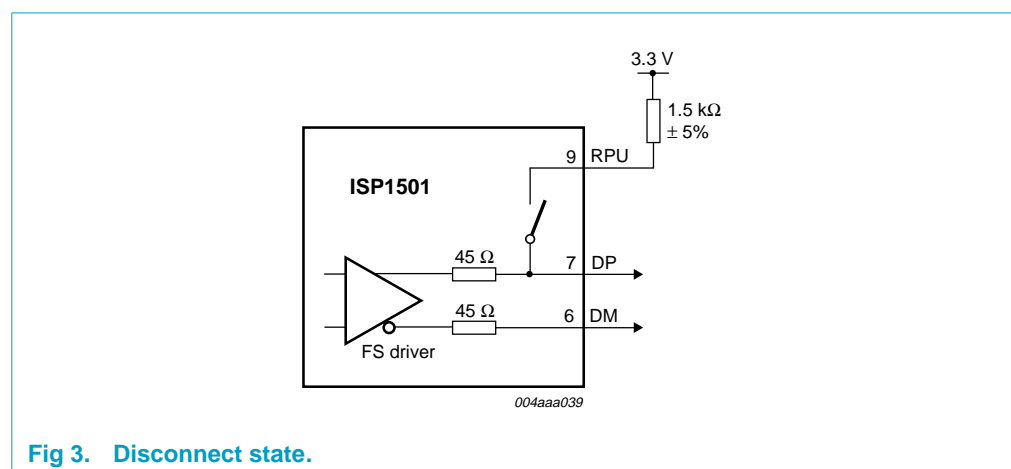 3.3 V
1.5 kΩ
± 5%
9 RPU
ISP1501
45 Ω
7 DP
45 Ω
6 DM
FS driver
004aaa039
Fig 3. Disconnect state.